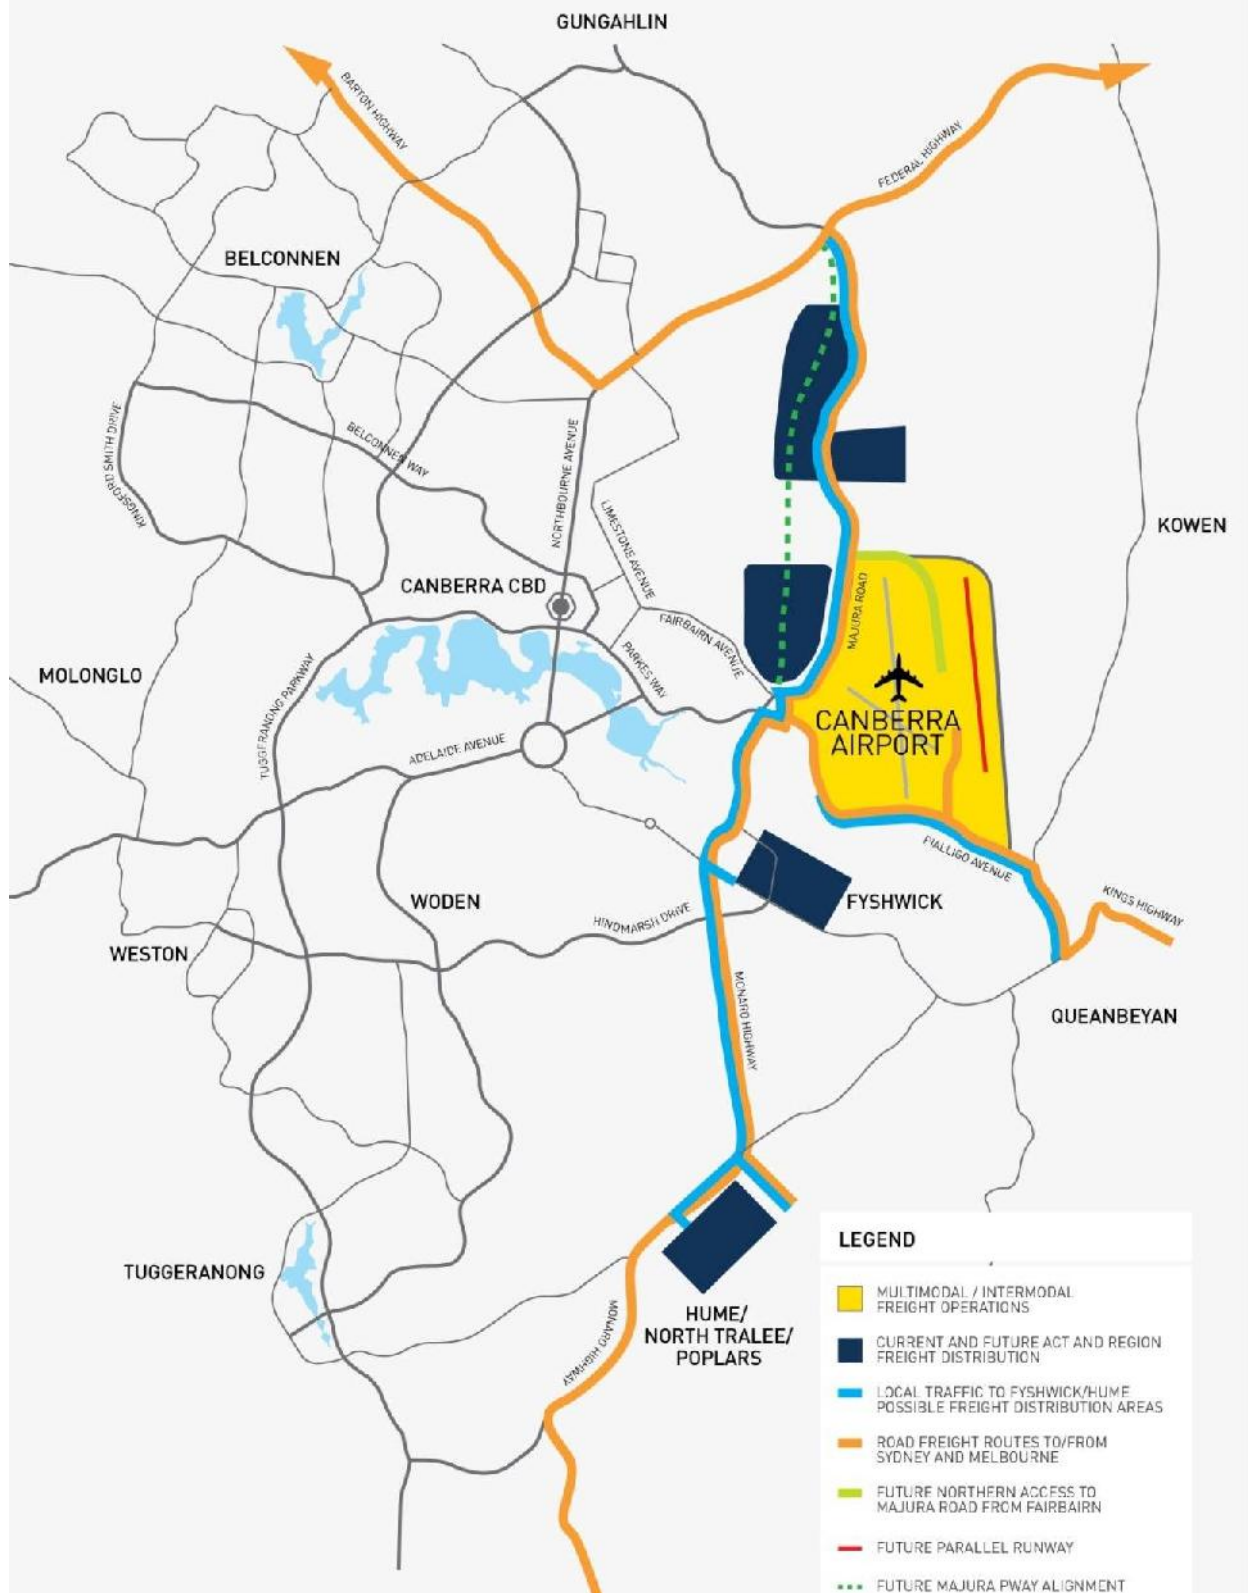 GUNGAHLIN
BARTON HIGHWAY
FEDERAL HIGHWAY
BELCONNEN
KINGSFORD SMITH DRIVE
BELCONNEN WAY
NORTHBOURNE AVENUE
LIMESTONE AVENUE
KOWEN
CANBERRA CBD
FAIRBAIRN AVENUE
MAJURA ROAD
PARKES WAY
MOLONGLO
TUGGERANONG PARKWAY
ADELAIDE AVENUE
CANBERRA
AIRPORT
PIALLIGO AVENUE
KINGS HIGHWAY
WODEN
FYSHWICK
HINDMARSH DRIVE
WESTON
MONARO HIGHWAY
QUEANBEYAN
TUGGERANONG
HUME/
NORTH TRALEE/
POPLARS
MONARO HIGHWAY
LEGEND
MULTIMODAL / INTERMODAL
FREIGHT OPERATIONS
CURRENT AND FUTURE ACT AND REGION
FREIGHT DISTRIBUTION
LOCAL TRAFFIC TO FYSHWICK/HUME
POSSIBLE FREIGHT DISTRIBUTION AREAS
ROAD FREIGHT ROUTES TO/FROM
SYDNEY AND MELBOURNE
FUTURE NORTHERN ACCESS TO
MAJURA ROAD FROM FAIRBAIRN
FUTURE PARALLEL RUNWAY
FUTURE MAJURA PWAY ALIGNMENT